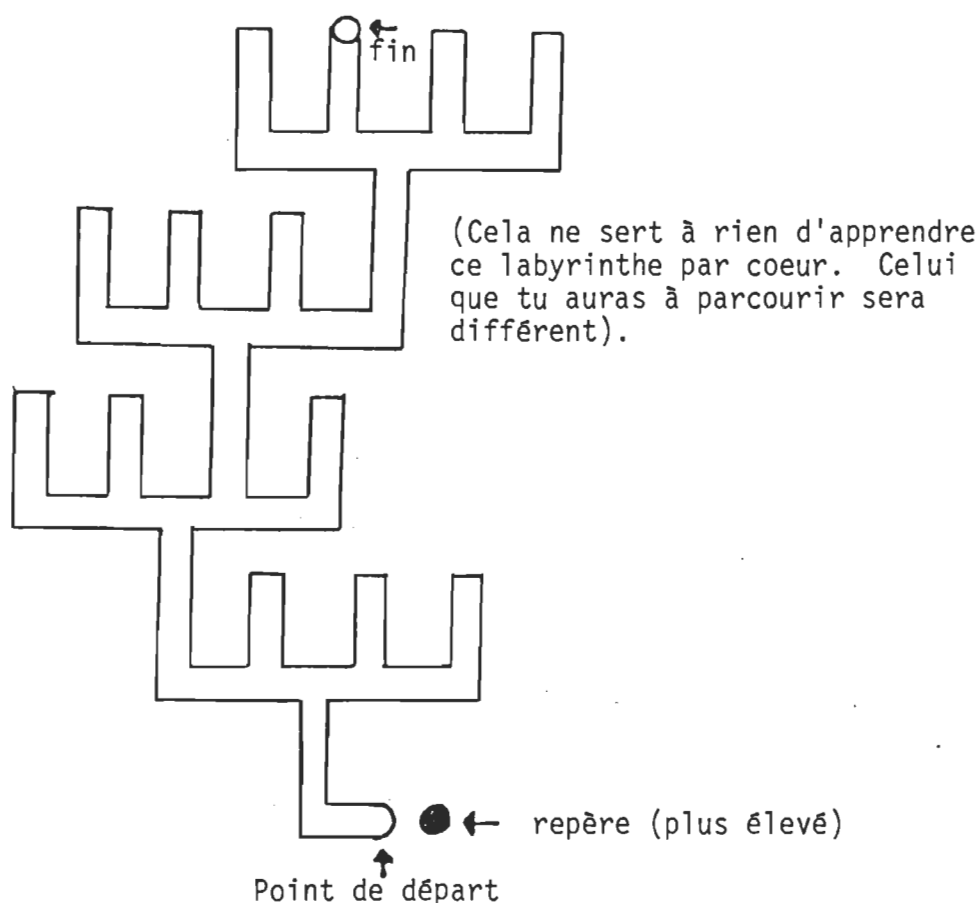 fin
(Cela ne sert à rien d'apprendre
ce labyrinthe par coeur. Celui
que tu auras à parcourir sera
différent).
repère (plus élevé)
Point de départ